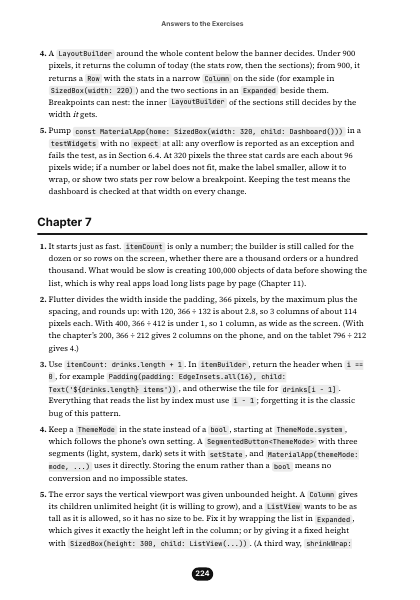 Answers to the Exercises
4. A LayoutBuilder around the whole content below the banner decides. Under 900
pixels, it returns the column of today (the stats row, then the sections); from 900, it
returns a Row with the stats in a narrow Column on the side (for example in
SizedBox(width: 220) ) and the two sections in an Expanded beside them.
Breakpoints can nest: the inner LayoutBuilder of the sections still decides by the
width it gets.
5. Pump const MaterialApp(home: SizedBox(width: 320, child: Dashboard())) in a
testWidgets with no expect at all: any overflow is reported as an exception and
fails the test, as in Section 6.4. At 320 pixels the three stat cards are each about 96
pixels wide; if a number or label does not fit, make the label smaller, allow it to
wrap, or show two stats per row below a breakpoint. Keeping the test means the
dashboard is checked at that width on every change.
Chapter 7
1. It starts just as fast. itemCount is only a number; the builder is still called for the
dozen or so rows on the screen, whether there are a thousand orders or a hundred
thousand. What would be slow is creating 100,000 objects of data before showing the
list, which is why real apps load long lists page by page (Chapter 11).
2. Flutter divides the width inside the padding, 366 pixels, by the maximum plus the
spacing, and rounds up: with 120, 366 ÷ 132 is about 2.8, so 3 columns of about 114
pixels each. With 400, 366 ÷ 412 is under 1, so 1 column, as wide as the screen. (With
the chapter's 200, 366 ÷ 212 gives 2 columns on the phone, and on the tablet 796 ÷ 212
gives 4.)
3. Use itemCount: drinks.length + 1 . In itemBuilder , return the header when i ==
0 , for example Padding(padding: EdgeInsets.all(16), child:
Text('${drinks.length} items')) , and otherwise the tile for drinks[i - 1] .
Everything that reads the list by index must use i - 1 ; forgetting it is the classic
bug of this pattern.
4. Keep a ThemeMode in the state instead of a bool , starting at ThemeMode.system ,
which follows the phone's own setting. A SegmentedButton<ThemeMode> with three
segments (light, system, dark) sets it with setState , and MaterialApp(themeMode:
mode, ...) uses it directly. Storing the enum rather than a bool means no
conversion and no impossible states.
5. The error says the vertical viewport was given unbounded height. A Column gives
its children unlimited height (it is willing to grow), and a ListView wants to be as
tall as it is allowed, so it has no size to be. Fix it by wrapping the list in Expanded ,
which gives it exactly the height left in the column; or by giving it a fixed height
with SizedBox(height: 300, child: ListView(...)) . (A third way, shrinkWrap:
224